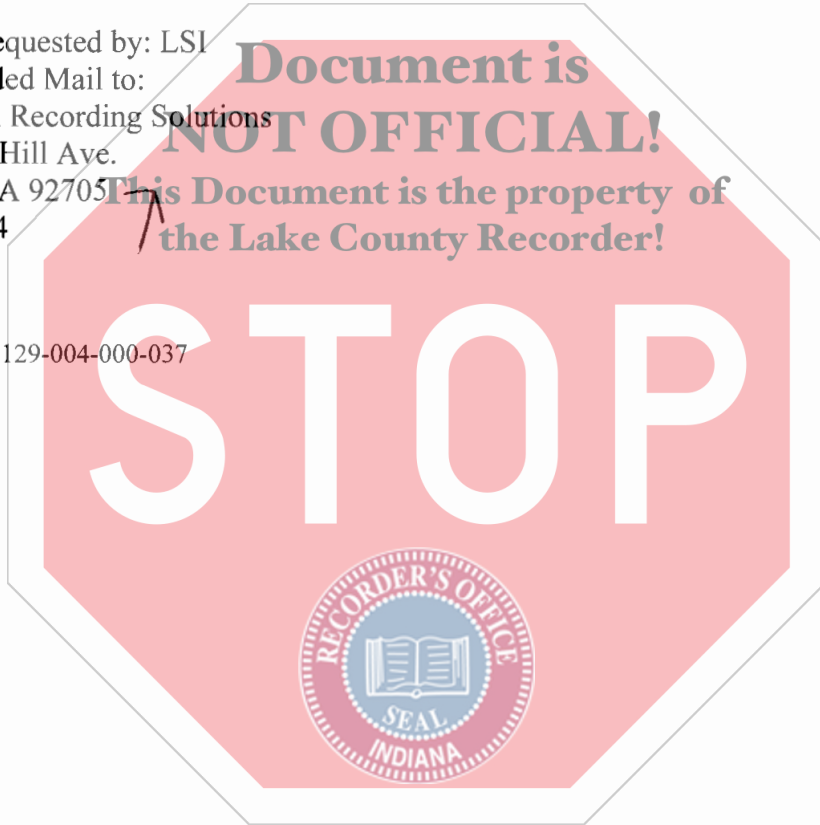 equested by: LSI
ded Mail to:
Recording Solutions
Hill Ave.
A 92705
4
129-004-000-037
Document is
NOT OFFICIAL!
This Document is the property of
the Lake County Recorder!
STOP
RECORDER'S OFFICE
SEAL
INDIANA